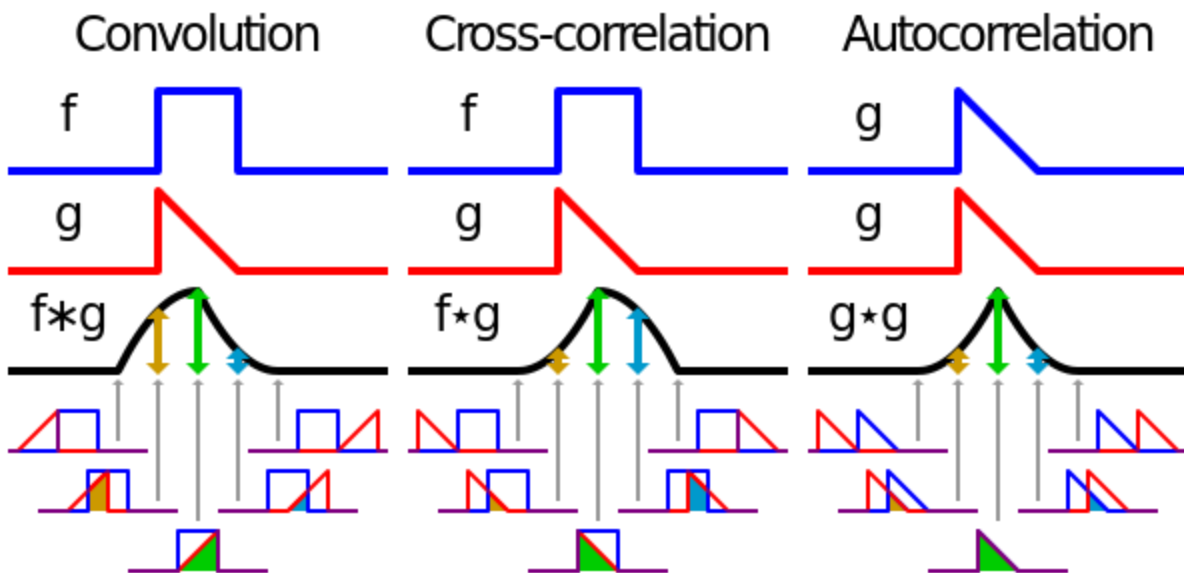 Convolution Cross-correlation Autocorrelation
f f g
g g g
f∗g f⋆g g⋆g